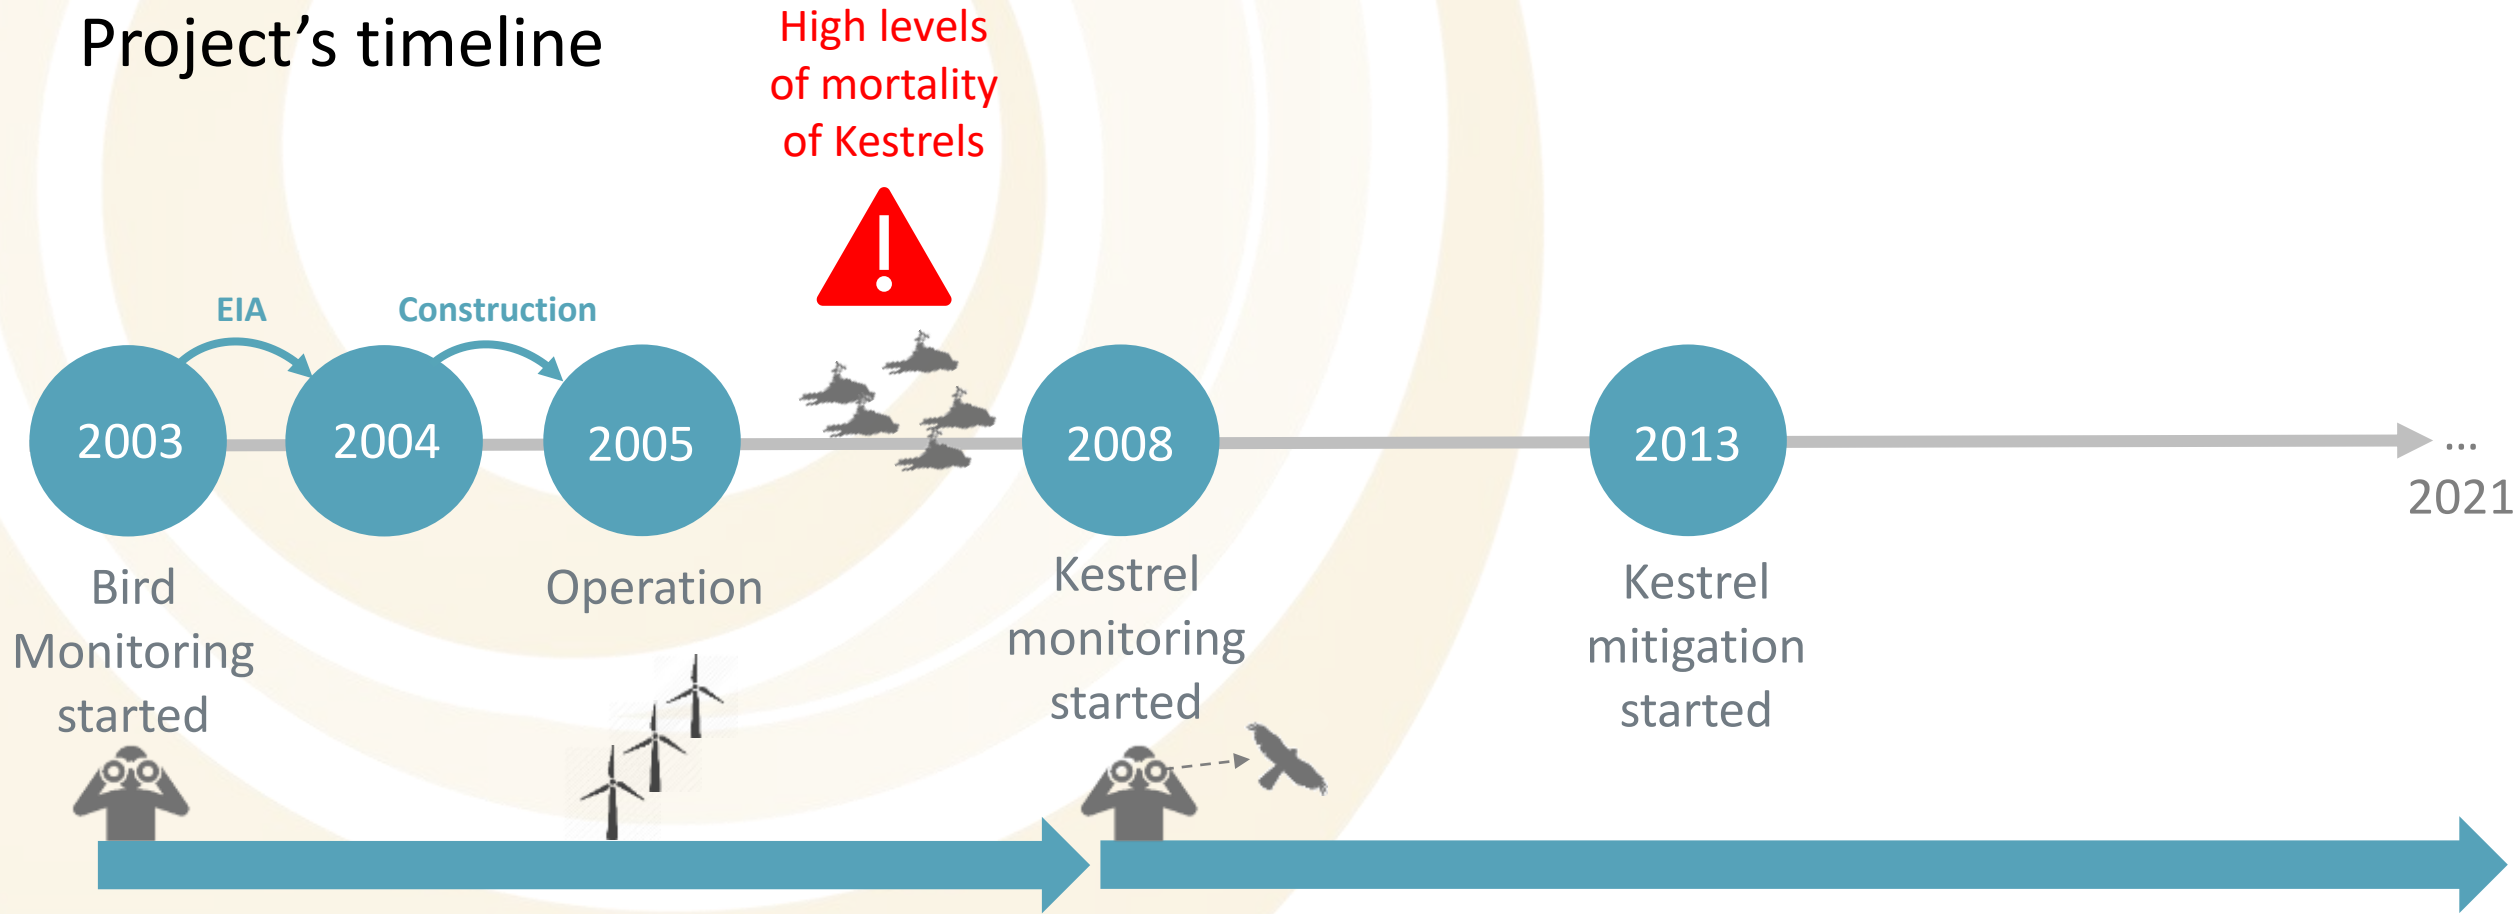 Project's timeline
High levels
of mortality
of Kestrels
EIA
Construction
2003
2004
2005
2008
2013
...
2021
Bird
Monitoring
started
Operation
Kestrel
monitoring
started
Kestrel
mitigation
started